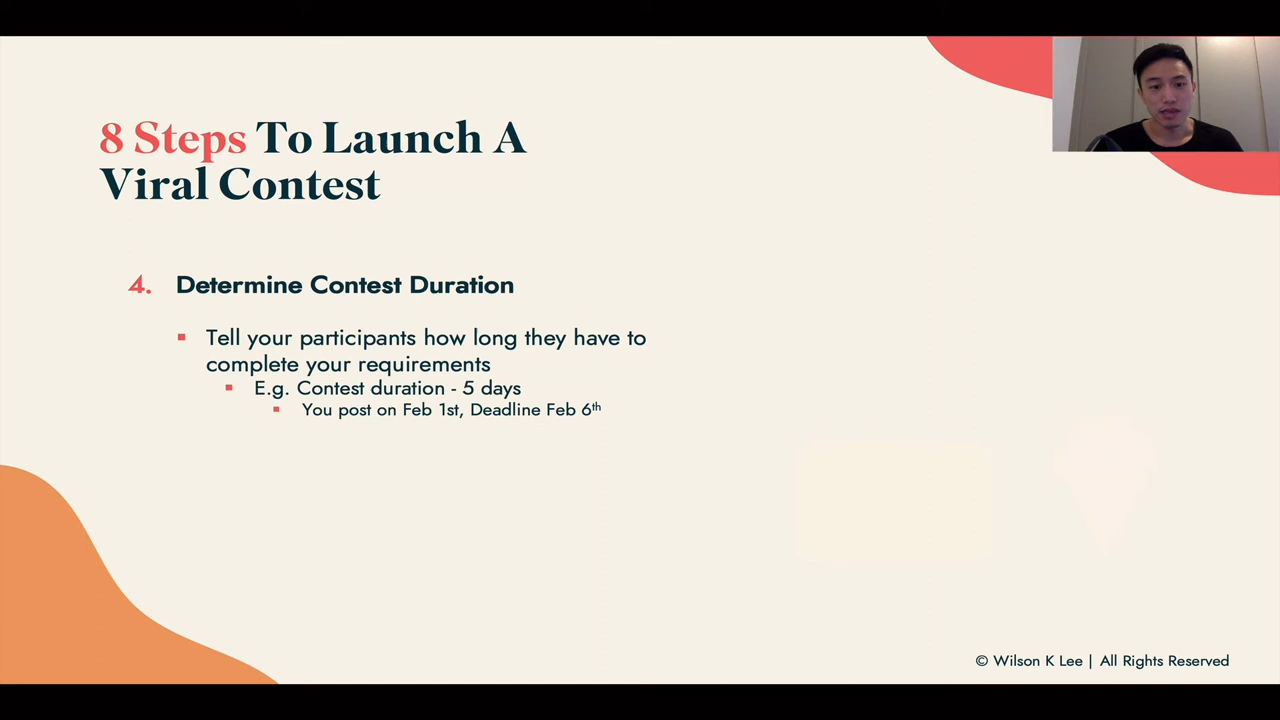 8 Steps To Launch A
Viral Contest
4. Determine Contest Duration
▪ Tell your participants how long they have to
complete your requirements
▪ E.g. Contest duration - 5 days
▪ You post on Feb 1st, Deadline Feb 6th
© Wilson K Lee | All Rights Reserved